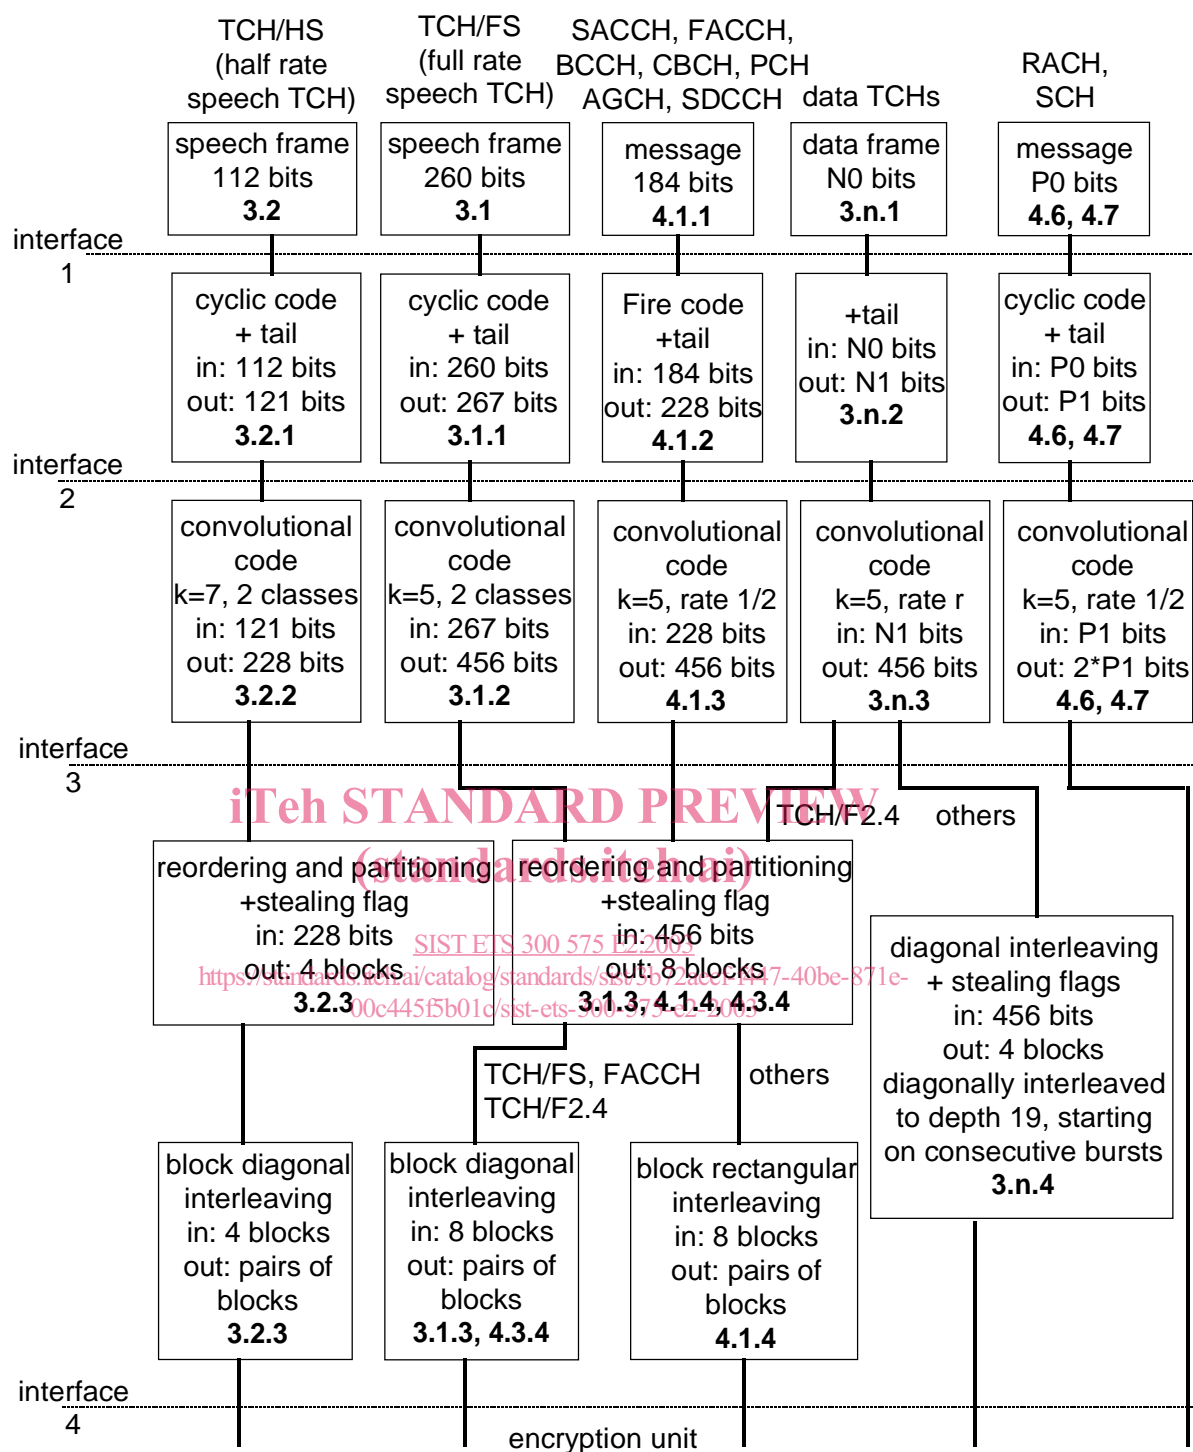 TCH/HS
(half rate
speech TCH)
TCH/FS
(full rate
speech TCH)
SACCH, FACCH,
BCCH, CBCH, PCH
AGCH, SDCCH
data TCHs
RACH,
SCH
speech frame
112 bits
3.2
speech frame
260 bits
3.1
message
184 bits
4.1.1
data frame
N0 bits
3.n.1
message
P0 bits
4.6, 4.7
interface
1
cyclic code
+ tail
in: 112 bits
out: 121 bits
3.2.1
cyclic code
+ tail
in: 260 bits
out: 267 bits
3.1.1
Fire code
+tail
in: 184 bits
out: 228 bits
4.1.2
+tail
in: N0 bits
out: N1 bits
3.n.2
cyclic code
+ tail
in: P0 bits
out: P1 bits
4.6, 4.7
interface
2
convolutional
code
k=7, 2 classes
in: 121 bits
out: 228 bits
3.2.2
convolutional
code
k=5, 2 classes
in: 267 bits
out: 456 bits
3.1.2
convolutional
code
k=5, rate 1/2
in: 228 bits
out: 456 bits
4.1.3
convolutional
code
k=5, rate r
in: N1 bits
out: 456 bits
3.n.3
convolutional
code
k=5, rate 1/2
in: P1 bits
out: 2*P1 bits
4.6, 4.7
interface
3
iTeh STANDARD PREVIEW
(standards.iteh.ai)
TCH/F2.4
others
reordering and partitioning
+stealing flag
in: 228 bits
out: 4 blocks
3.2.3
reordering and partitioning
+stealing flag
in: 456 bits
out: 8 blocks
3.1.3, 4.1.4, 4.3.4
SIST ETS 300 575 E2:2003
00c445f5b01c/sist-ets-300-575-e2-2003
diagonal interleaving
+ stealing flags
in: 456 bits
out: 4 blocks
diagonally interleaved
to depth 19, starting
on consecutive bursts
3.n.4
TCH/FS, FACCH
TCH/F2.4
others
block diagonal
interleaving
in: 4 blocks
out: pairs of
blocks
3.2.3
block diagonal
interleaving
in: 8 blocks
out: pairs of
blocks
3.1.3, 4.3.4
block rectangular
interleaving
in: 8 blocks
out: pairs of
blocks
4.1.4
interface
4
encryption unit